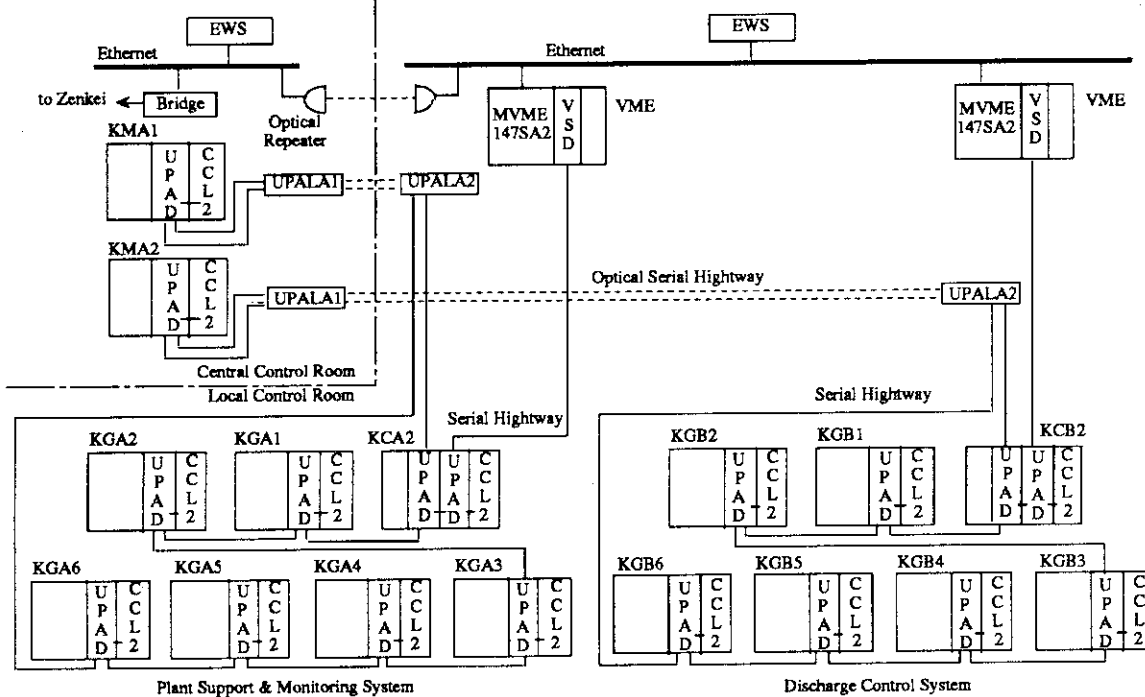 EWS
EWS
Ethernet
Ethernet
to Zenkei
Bridge
Optical
Repeater
MVME
147SA2
VSD
VME
MVME
147SA2
VSD
VME
KMA1
UPAD
CCL2
UPALA1
UPALA2
KMA2
UPAD
CCL2
UPALA1
Optical Serial Hightway
UPALA2
Central Control Room
Local Control Room
Serial Hightway
Serial Hightway
KGA2
UPAD
CCL2
KGA1
UPAD
CCL2
KCA2
UPAD
UPAD
CCL2
KGB2
UPAD
CCL2
KGB1
UPAD
CCL2
KCB2
UPAD
UPAD
CCL2
KGA6
UPAD
CCL2
KGA5
UPAD
CCL2
KGA4
UPAD
CCL2
KGA3
UPAD
CCL2
KGB6
UPAD
CCL2
KGB5
UPAD
CCL2
KGB4
UPAD
CCL2
KGB3
UPAD
CCL2
Plant Support & Monitoring System
Discharge Control System